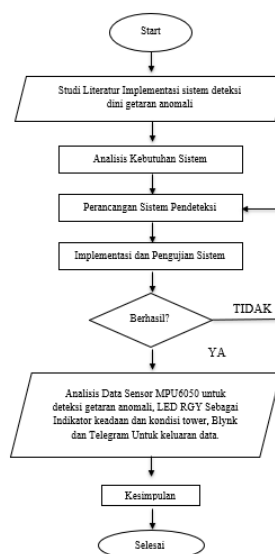 Start
Studi Literatur Implementasi sistem deteksi
dini getaran anomali
Analisis Kebutuhan Sistem
Perancangan Sistem Pendeteksi
Implementasi dan Pengujian Sistem
Berhasil?
TIDAK
YA
Analisis Data Sensor MPU6050 untuk
deteksi getaran anomali, LED RGY Sebagai
Indikator keadaan dan kondisi tower, Blynk
dan Telegram Untuk keluaran data.
Kesimpulan
Selesai